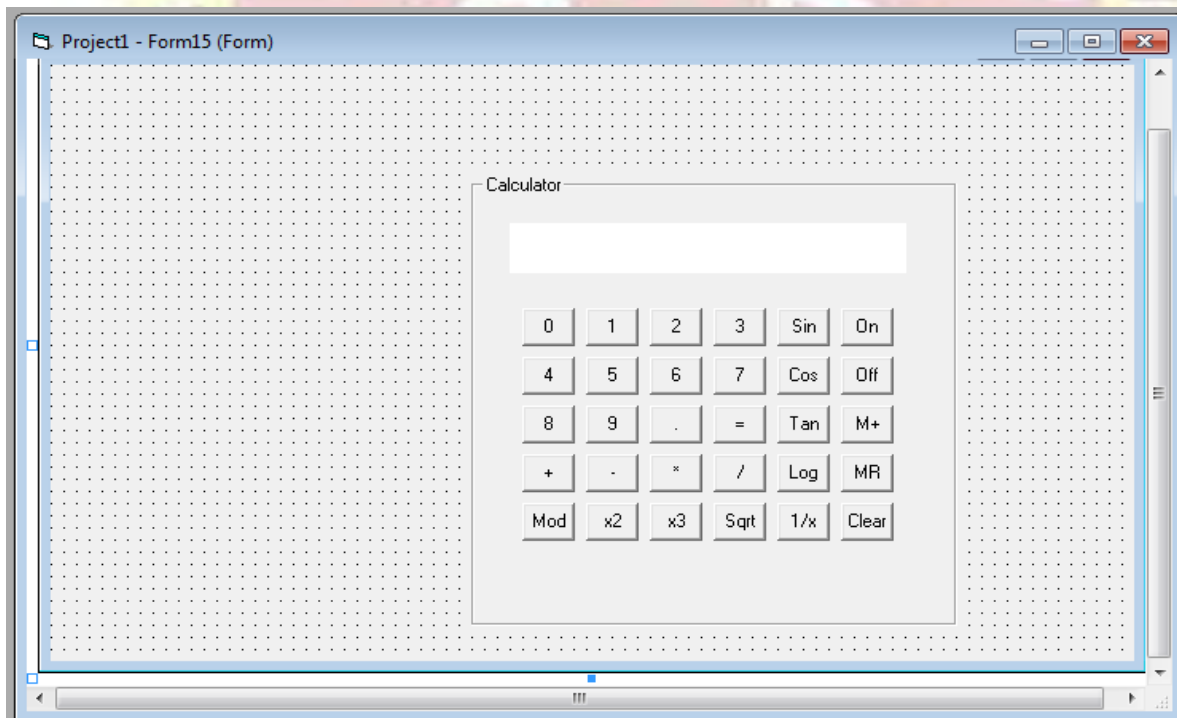 Project1 - Form15 (Form)
Calculator
0 1 2 3 Sin On
4 5 6 7 Cos Off
8 9 . = Tan M+
+ - * / Log MR
Mod x2 x3 Sqrt 1/x Clear